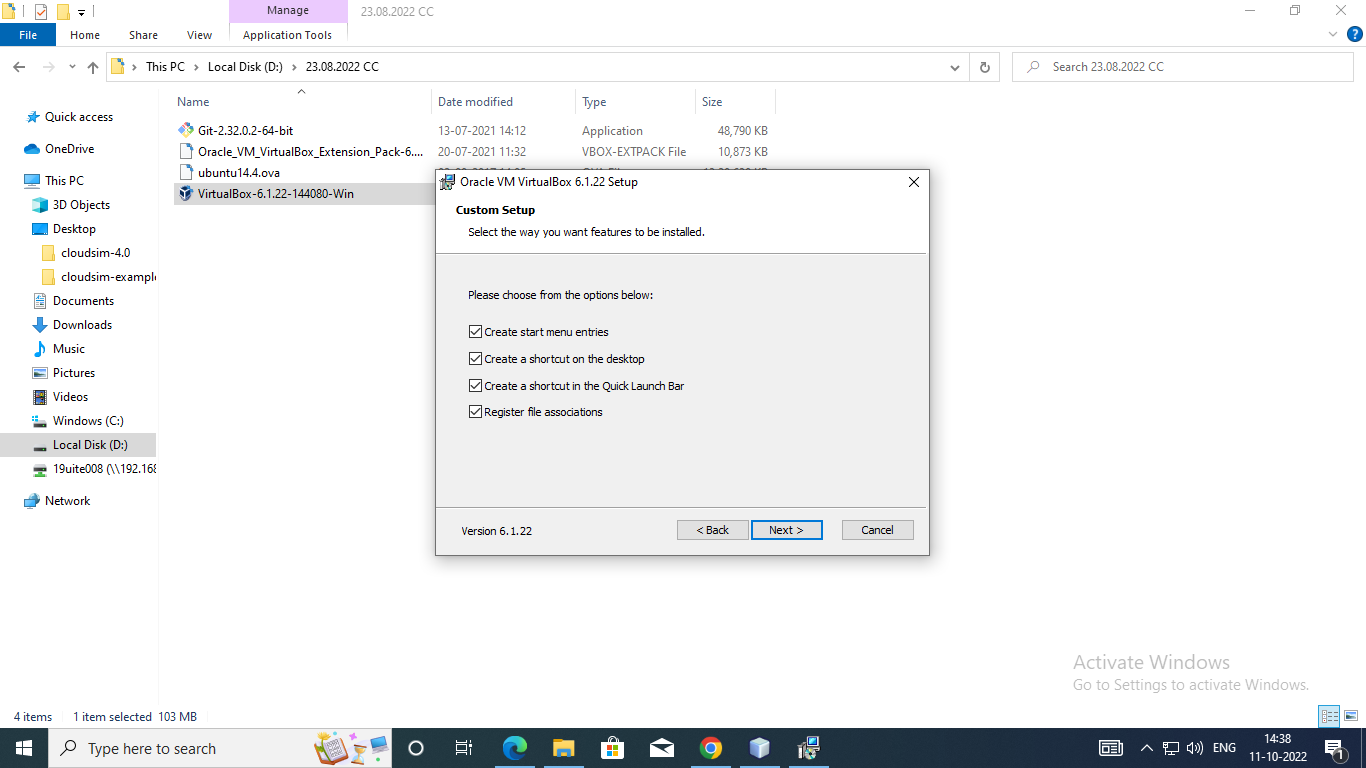 Manage
23.08.2022 CC
File
Home
Share
View
Application Tools
This PC
Local Disk (D:)
23.08.2022 CC
Search 23.08.2022 CC
Name
Date modified
Type
Size
Git-2.32.0.2-64-bit
13-07-2021 14:12
Application
48,790 KB
Oracle_VM_VirtualBox_Extension_Pack-6....
20-07-2021 11:32
VBOX-EXTPACK File
10,873 KB
ubuntu14.4.ova
VirtualBox-6.1.22-144080-Win
Quick access
OneDrive
This PC
3D Objects
Desktop
cloudsim-4.0
cloudsim-example
Documents
Downloads
Music
Pictures
Videos
Windows (C:)
Local Disk (D:)
19uite008 (\\192.168
Network
Oracle VM VirtualBox 6.1.22 Setup
Custom Setup
Select the way you want features to be installed.
Please choose from the options below:
Create start menu entries
Create a shortcut on the desktop
Create a shortcut in the Quick Launch Bar
Register file associations
Version 6.1.22
< Back
Next >
Cancel
Activate Windows
Go to Settings to activate Windows.
4 items
1 item selected 103 MB
Type here to search
ENG
14:38
11-10-2022
1